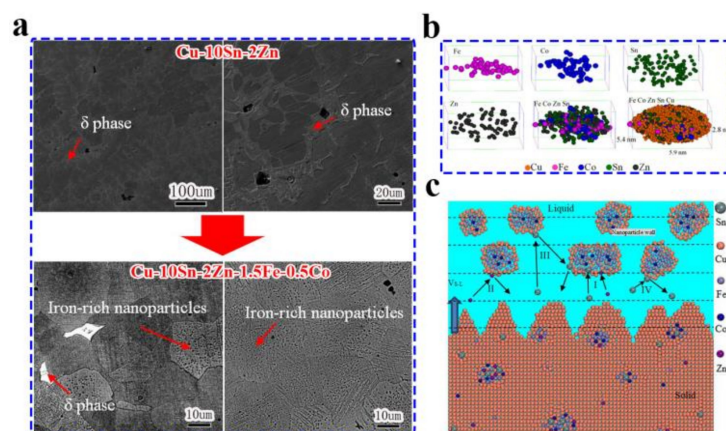 a
Cu-10Sn-2Zn
δ phase
δ phase
100um
20um
Cu-10Sn-2Zn-1.5Fe-0.5Co
Iron-rich nanoparticles
Iron-rich nanoparticles
δ phase
10um
10um
b
Fe
Co
Sn
Zn
Fe Co Zn Sn
Fe Co Zn Sn Cu
5.4 nm
2.8 n
5.9 nm
Cu Fe Co Sn Zn
c
Liquid
Nanoparticle wall
III
Vs-L
II
I
IV
Solid
Sn
Cu
Fe
Co
Zn